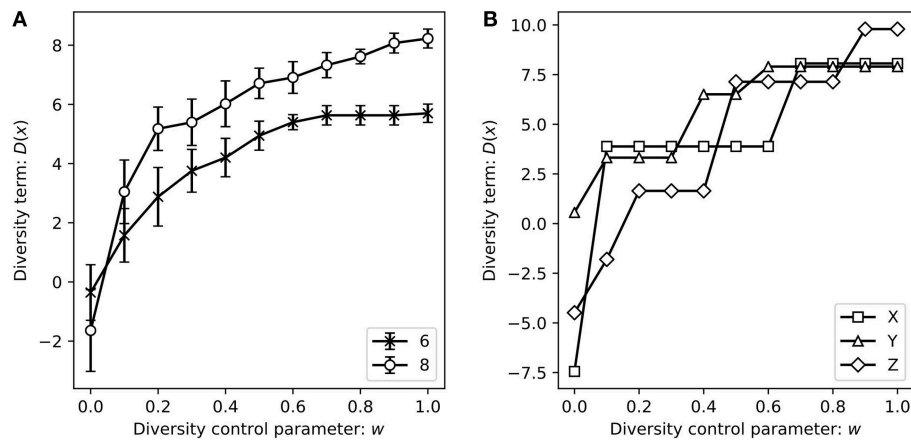 A
Diversity term: D(x)
8
6
4
2
0
−2
0.0 0.2 0.4 0.6 0.8 1.0
Diversity control parameter: w
6
8
B
Diversity term: D(x)
10.0
7.5
5.0
2.5
0.0
−2.5
−5.0
−7.5
0.0 0.2 0.4 0.6 0.8 1.0
Diversity control parameter: w
X
Y
Z